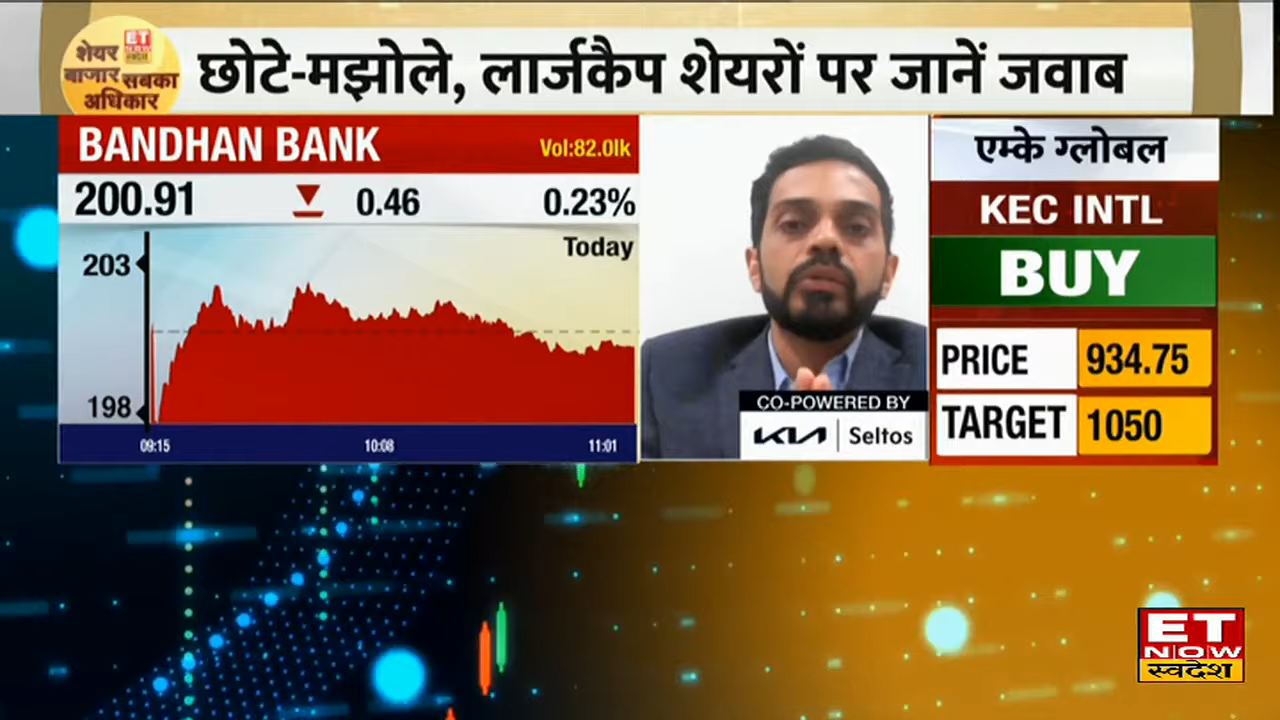 शेयर
ET
NOW
स्वदेश
बाजार सबका
अधिकार
छोटे-मझोले, लार्जकैप शेयरों पर जानें जवाब
BANDHAN BANK
Vol:82.0lk
200.91
0.46
0.23%
Today
203
198
09:15
10:08
11:01
CO-POWERED BY
KIA
Seltos
एम्के ग्लोबल
KEC INTL
BUY
PRICE
934.75
TARGET
1050
ET
NOW
स्वदेश